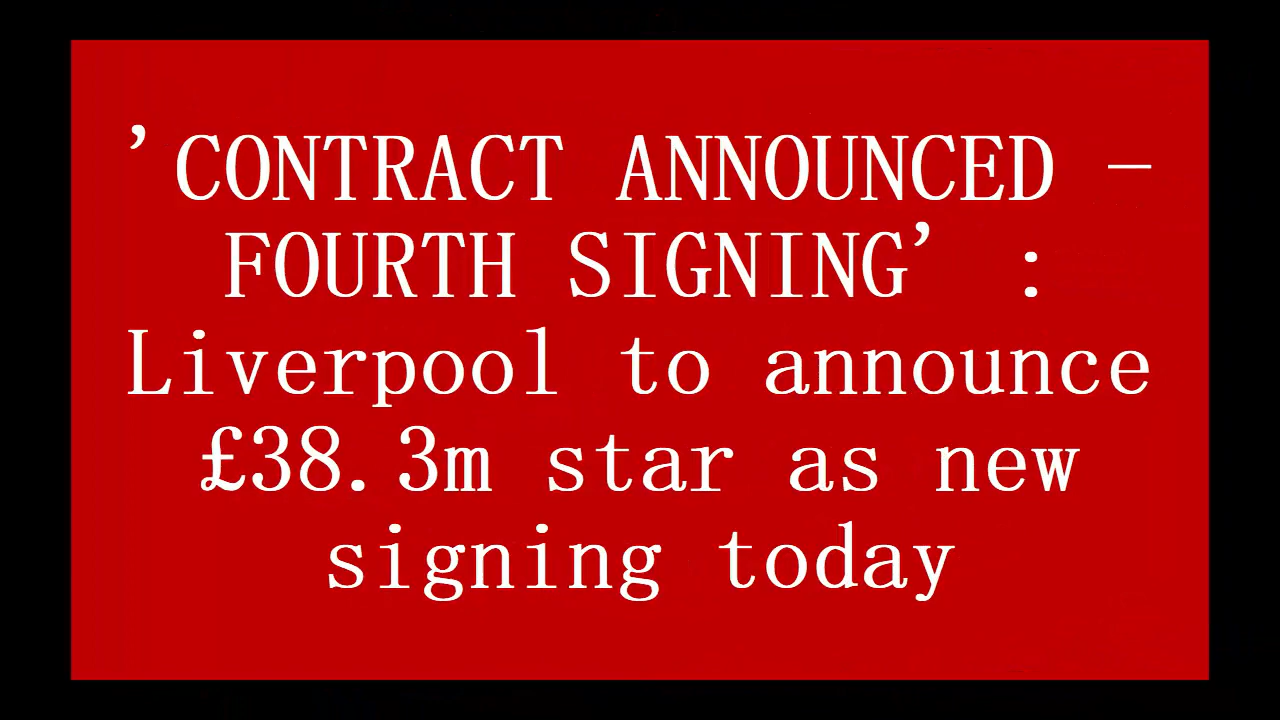 ’CONTRACT ANNOUNCED –
FOURTH SIGNING’ :
Liverpool to announce
£38.3m star as new
signing today